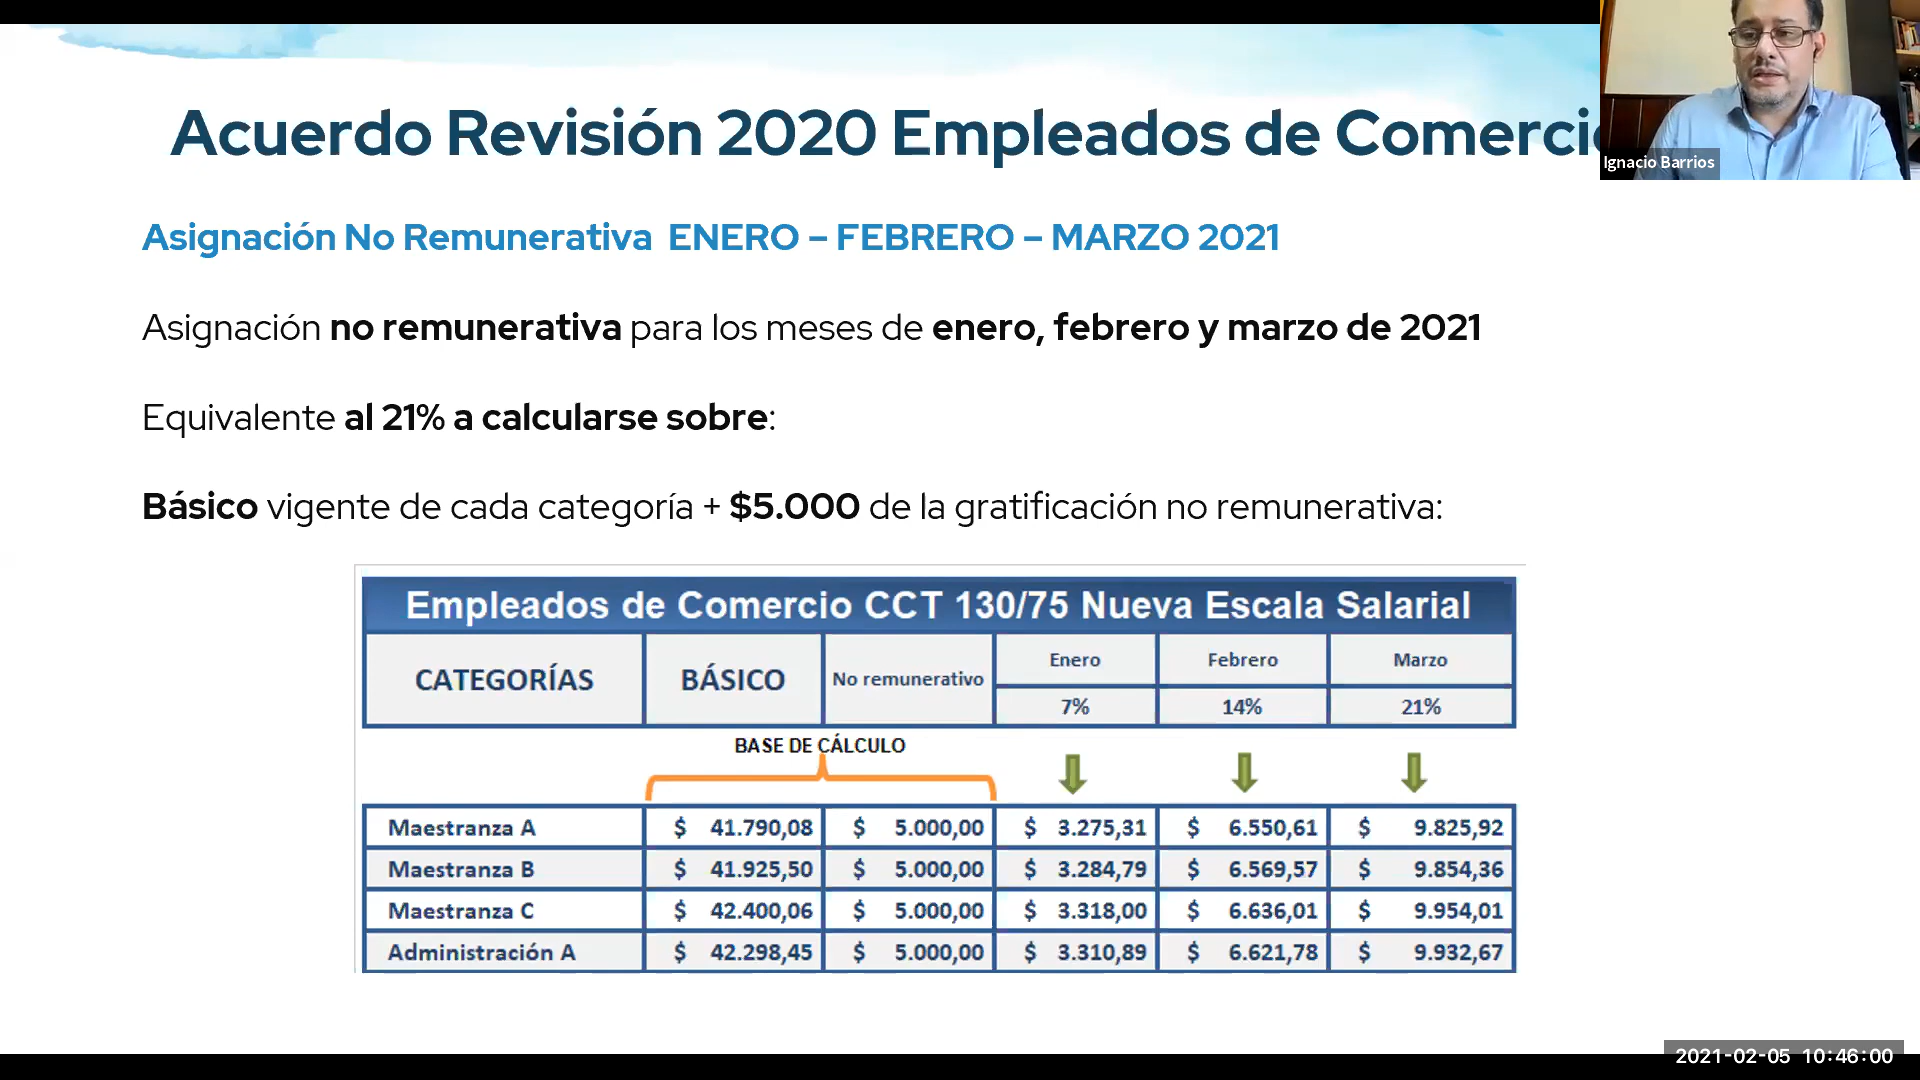 Acuerdo Revisión 2020 Empleados de Comercio
Ignacio Barrios
Asignación No Remunerativa ENERO – FEBRERO – MARZO 2021
Asignación no remunerativa para los meses de enero, febrero y marzo de 2021
Equivalente al 21% a calcularse sobre:
Básico vigente de cada categoría + $5.000 de la gratificación no remunerativa:
Empleados de Comercio CCT 130/75 Nueva Escala Salarial
CATEGORÍAS BÁSICO No remunerativo Enero Febrero Marzo
7% 14% 21%
BASE DE CÁLCULO
Maestranza A $ 41.790,08 $ 5.000,00 $ 3.275,31 $ 6.550,61 $ 9.825,92
Maestranza B $ 41.925,50 $ 5.000,00 $ 3.284,79 $ 6.569,57 $ 9.854,36
Maestranza C $ 42.400,06 $ 5.000,00 $ 3.318,00 $ 6.636,01 $ 9.954,01
Administración A $ 42.298,45 $ 5.000,00 $ 3.310,89 $ 6.621,78 $ 9.932,67
2021-02-05 10:46:00